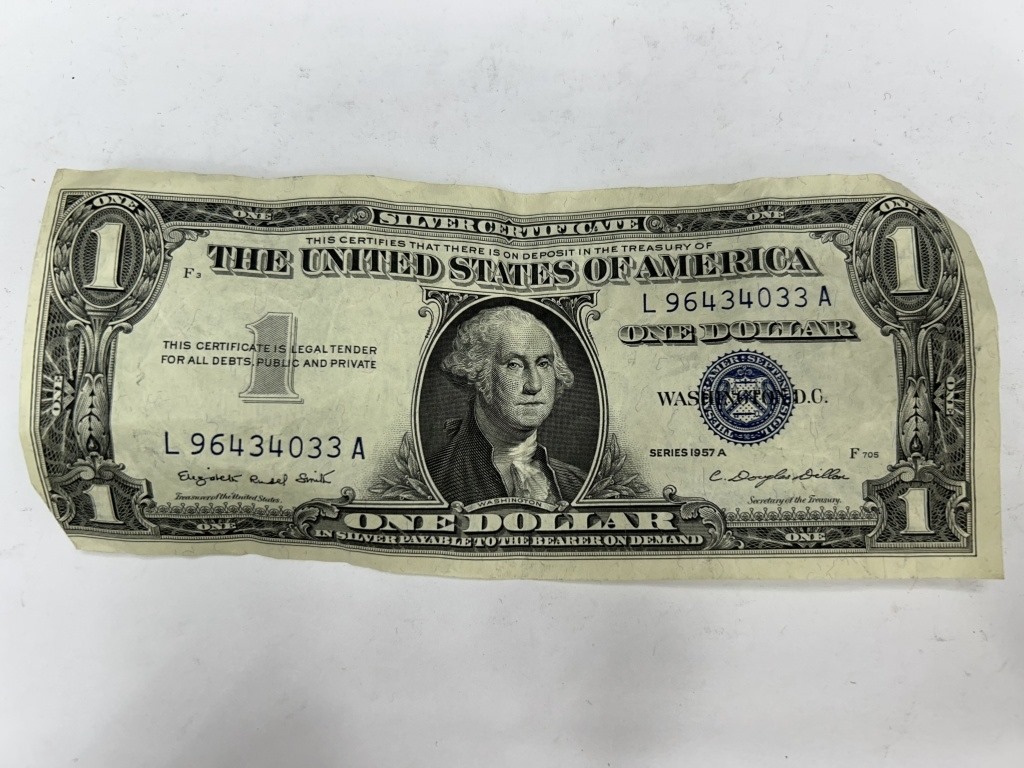 ONE ONE SILVER CERTIFICATE ONE ONE
1 1
THIS CERTIFIES THAT THERE IS ON DEPOSIT IN THE TREASURY OF
F3 THE UNITED STATES OF AMERICA
L 96434033 A
ONE DOLLAR
1
THIS CERTIFICATE IS LEGAL TENDER
FOR ALL DEBTS, PUBLIC AND PRIVATE
ONE ONE
WASHINGTON, D.C.
L 96434033 A
SERIES 1957 A F 705
Elizabeth Rudel Smith C. Douglas Dillon
Treasurer of the United States. Secretary of the Treasury.
WASHINGTON
1 1
ONE ONE DOLLAR ONE
IN SILVER PAYABLE TO THE BEARER ON DEMAND